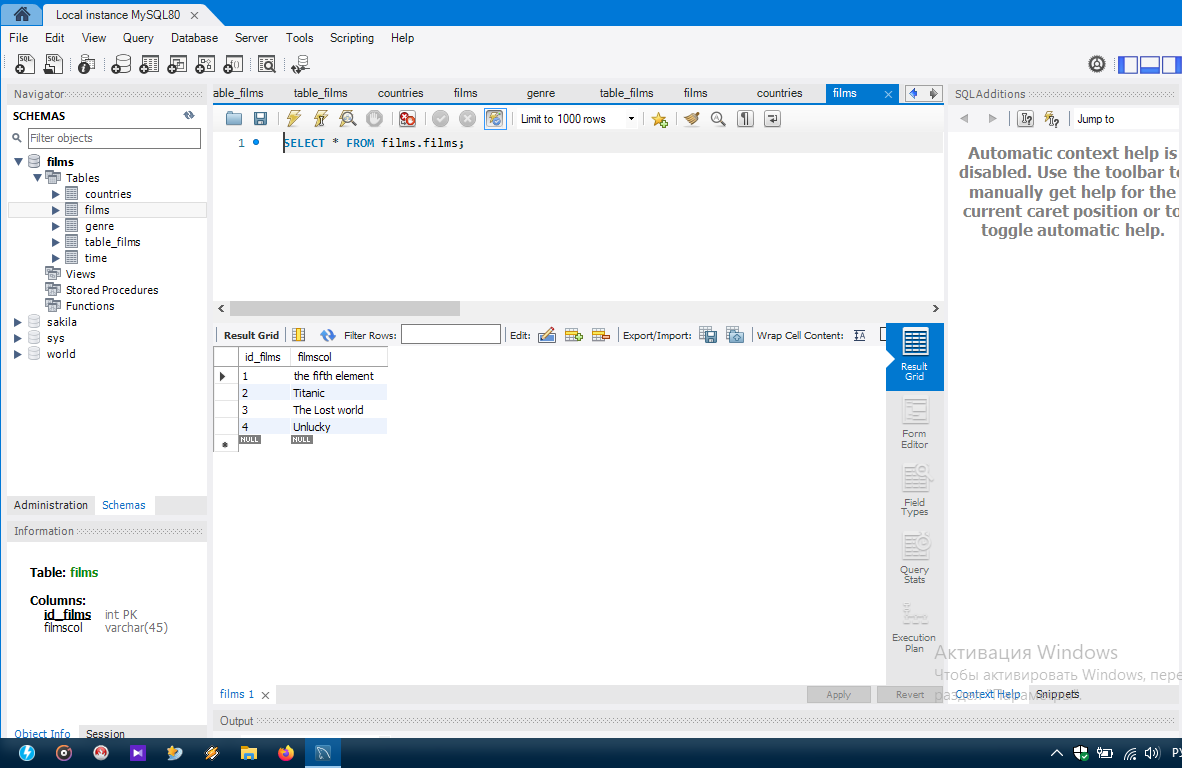 Local instance MySQL80
File Edit View Query Database Server Tools Scripting Help
Navigator
SCHEMAS
Filter objects
films
Tables
countries
films
genre
table_films
time
Views
Stored Procedures
Functions
sakila
sys
world
Administration Schemas
Information
Table: films
Columns:
id_films int PK
filmscol varchar(45)
Object Info Session
able_films table_films countries films genre table_films films countries films
Limit to 1000 rows
1 SELECT * FROM films.films;
Result Grid Filter Rows: Edit: Export/Import: Wrap Cell Content:
id_films filmscol
1 the fifth element
2 Titanic
3 The Lost world
4 Unlucky
NULL NULL
Result
Grid
Form
Editor
Field
Types
Query
Stats
Execution
Plan
films 1 Apply Revert
Output
SQLAdditions
Jump to
Automatic context help is
disabled. Use the toolbar to
manually get help for the
current caret position or to
toggle automatic help.
Активация Windows
Чтобы активировать Windows, пере
Context Help Snippets